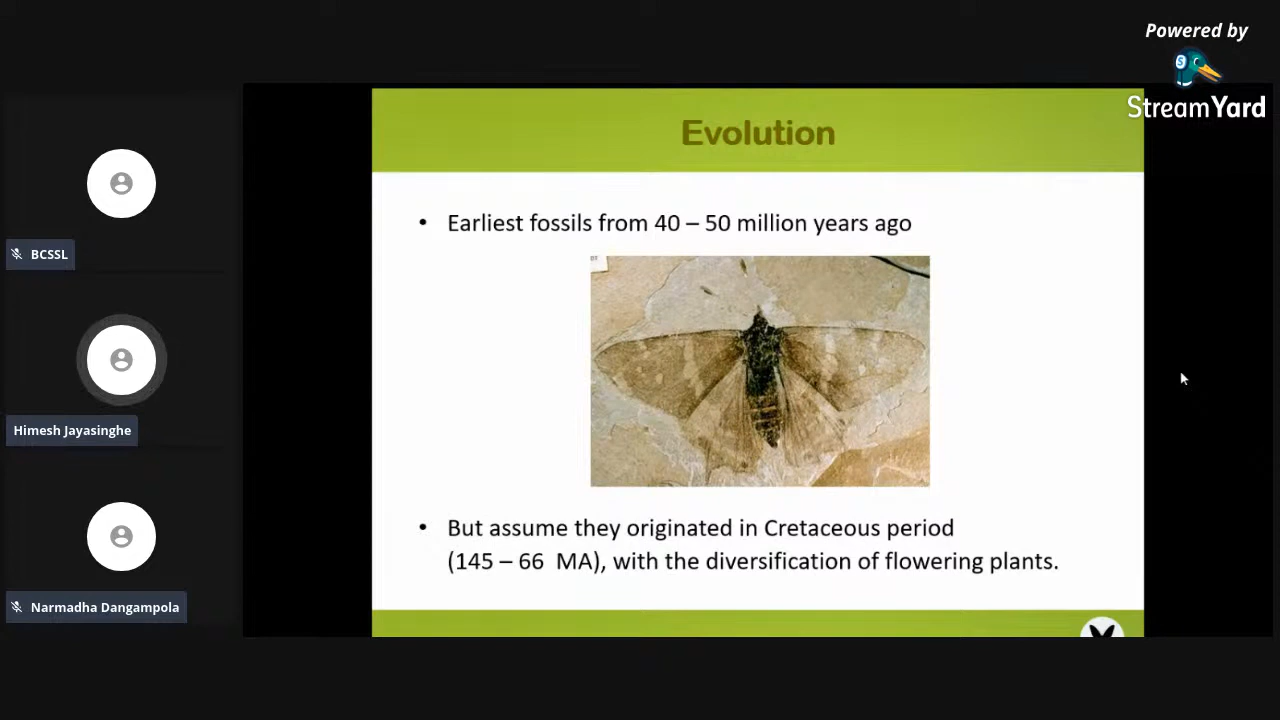 Powered by
StreamYard
Evolution
• Earliest fossils from 40 – 50 million years ago
• But assume they originated in Cretaceous period
(145 – 66 MA), with the diversification of flowering plants.
BCSSL
Himesh Jayasinghe
Narmadha Dangampola